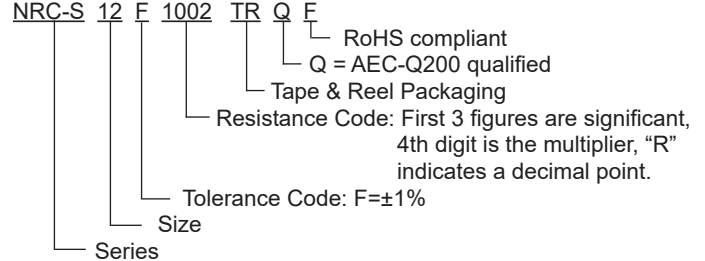 NRC-S 12 F 1002 TR Q F
RoHS compliant
Q = AEC-Q200 qualified
Tape & Reel Packaging
Resistance Code: First 3 figures are significant,
4th digit is the multiplier, “R”
indicates a decimal point.
Tolerance Code: F=±1%
Size
Series